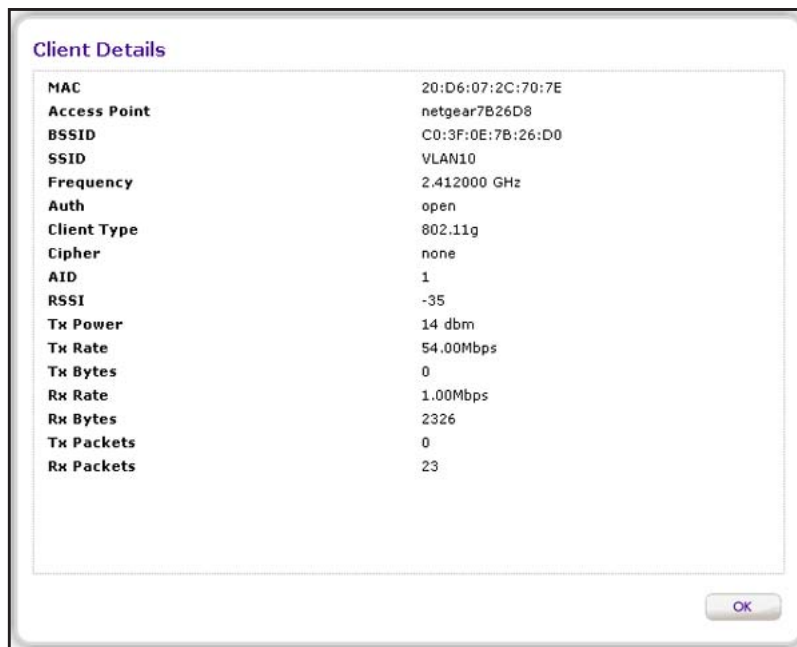 Client Details
MAC 20:D6:07:2C:70:7E
Access Point netgear7B26D8
BSSID C0:3F:0E:7B:26:D0
SSID VLAN10
Frequency 2.412000 GHz
Auth open
Client Type 802.11g
Cipher none
AID 1
RSSI -35
Tx Power 14 dbm
Tx Rate 54.00Mbps
Tx Bytes 0
Rx Rate 1.00Mbps
Rx Bytes 2326
Tx Packets 0
Rx Packets 23
OK